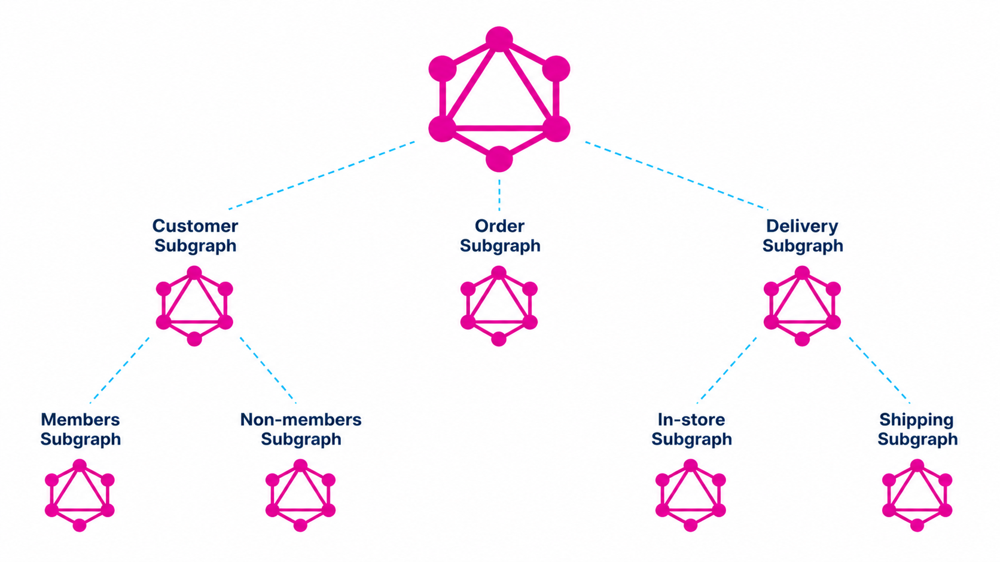 Customer
Subgraph
Order
Subgraph
Delivery
Subgraph
Members
Subgraph
Non-members
Subgraph
In-store
Subgraph
Shipping
Subgraph